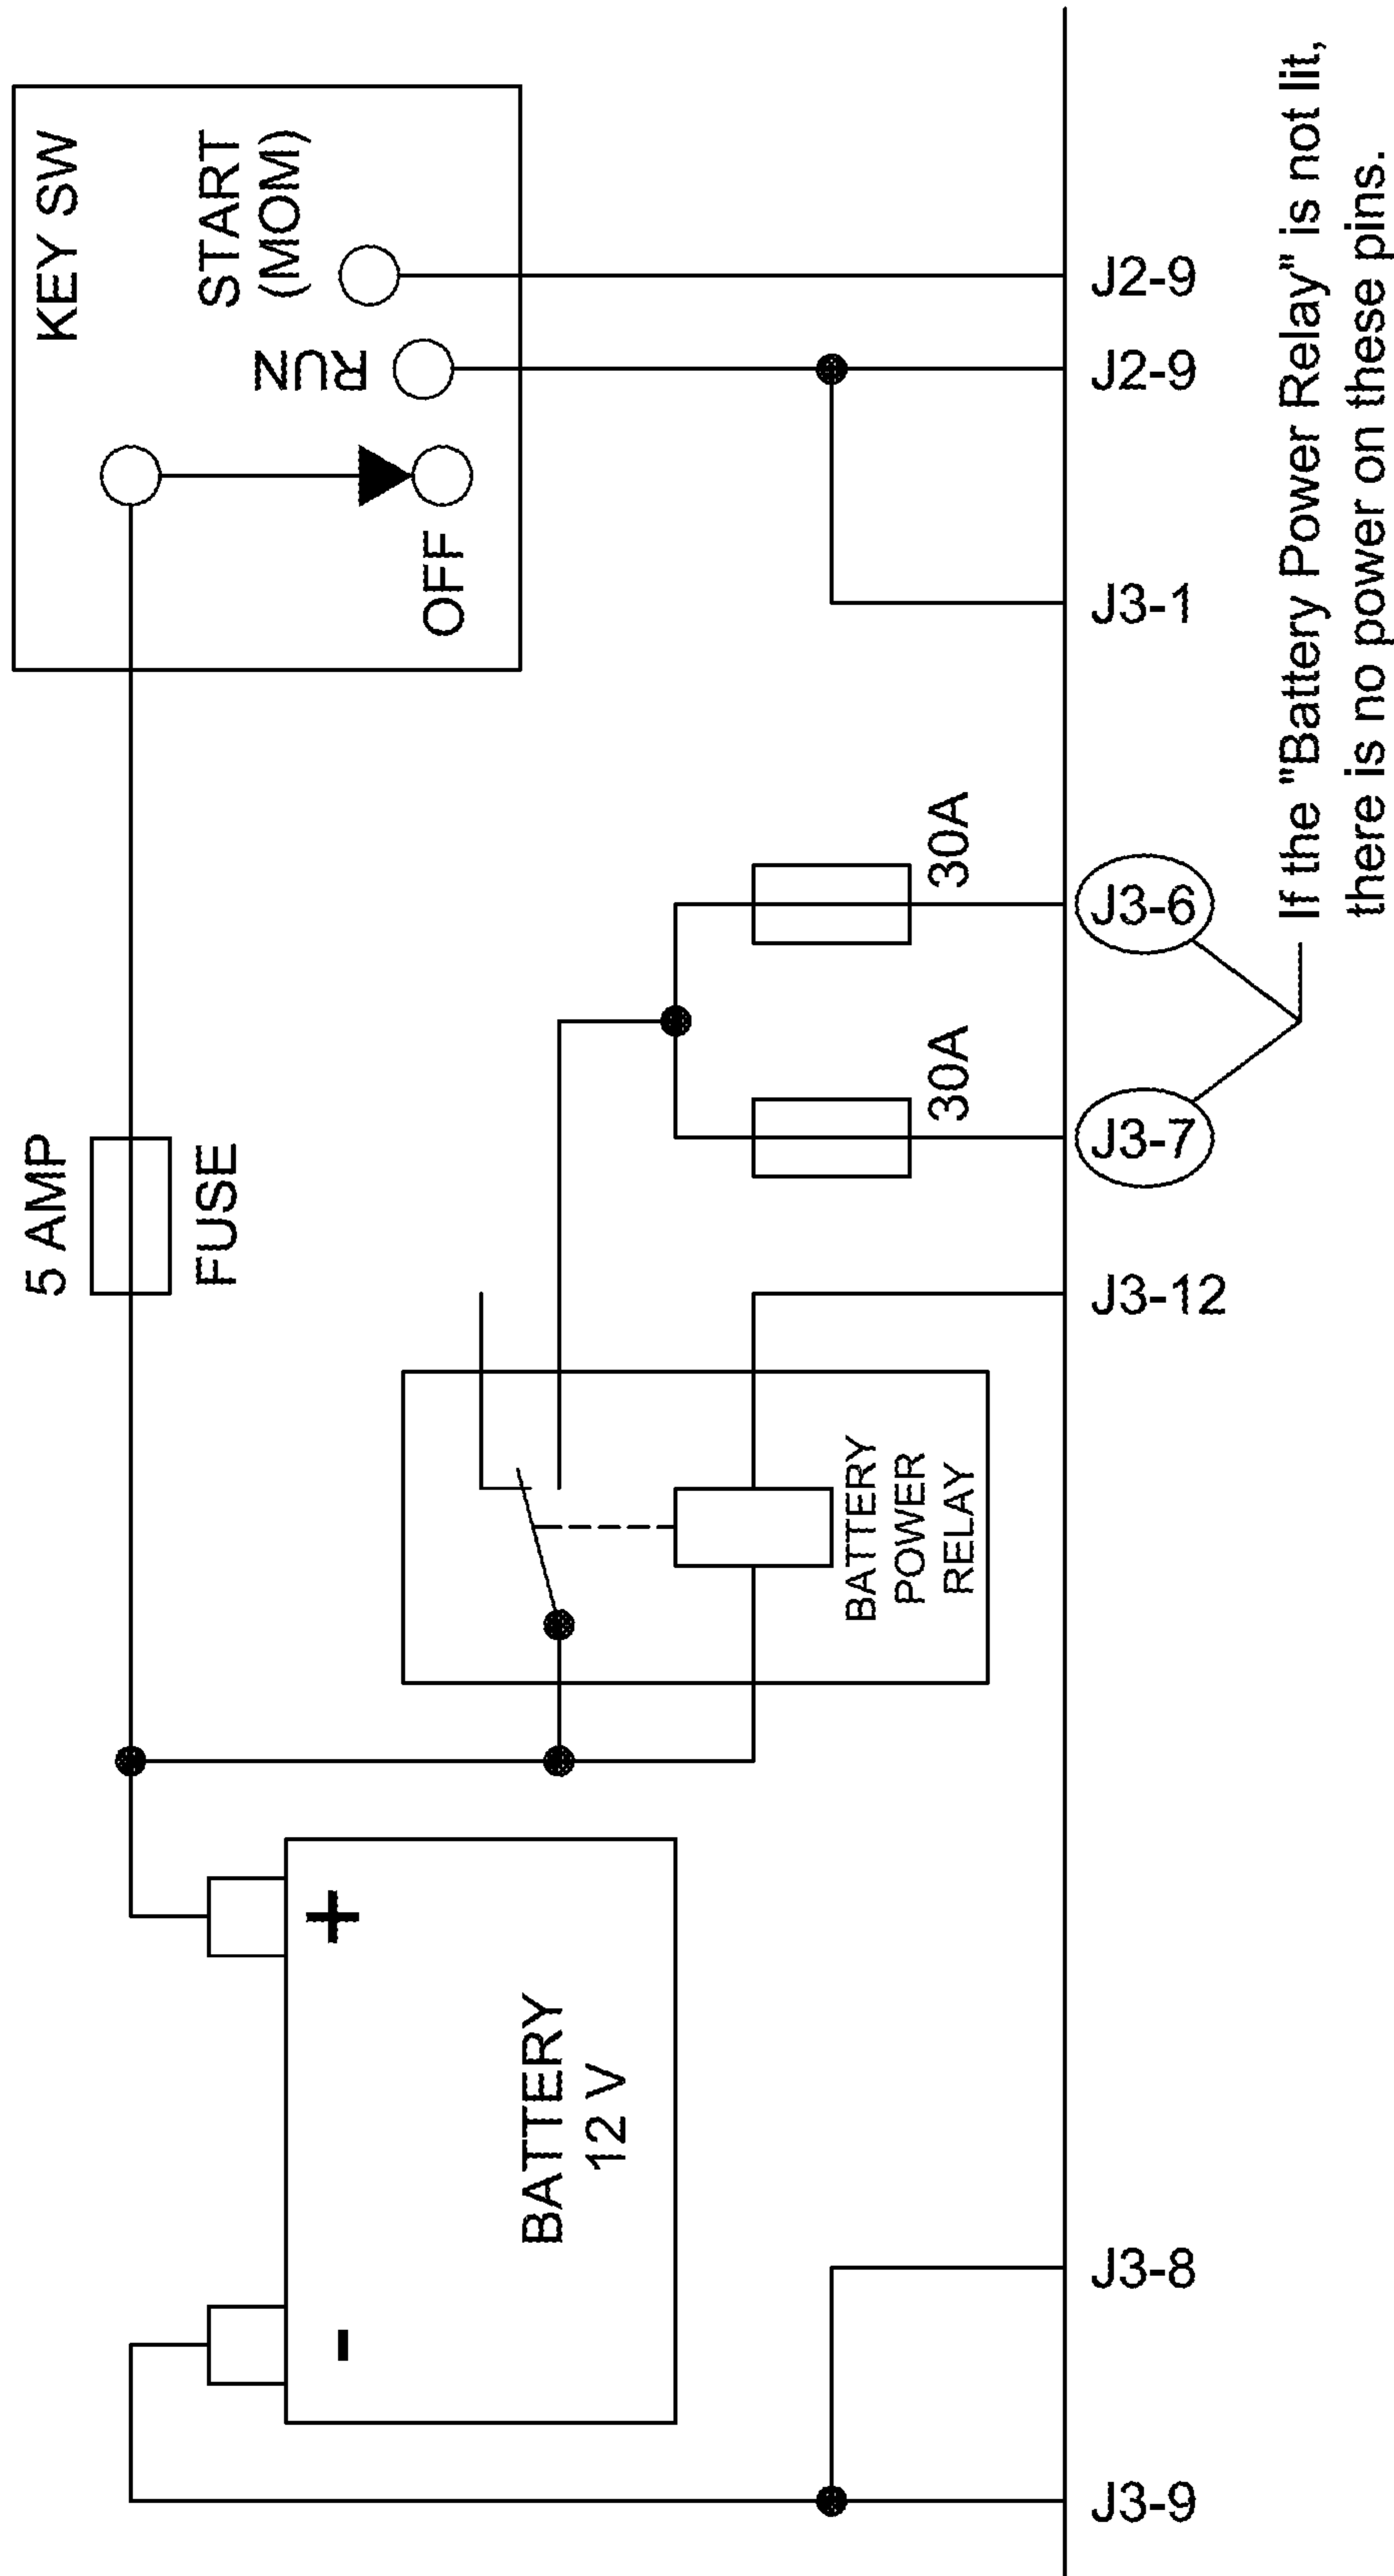 5 AMP
FUSE
KEY SW
START
(MOM)
RUN
OFF
BATTERY
12 V
-
+
BATTERY
POWER
RELAY
30A
30A
J3-9
J3-8
J3-12
J3-7
J3-6
J3-1
J2-9
J2-9
If the "Battery Power Relay" is not lit,
there is no power on these pins.